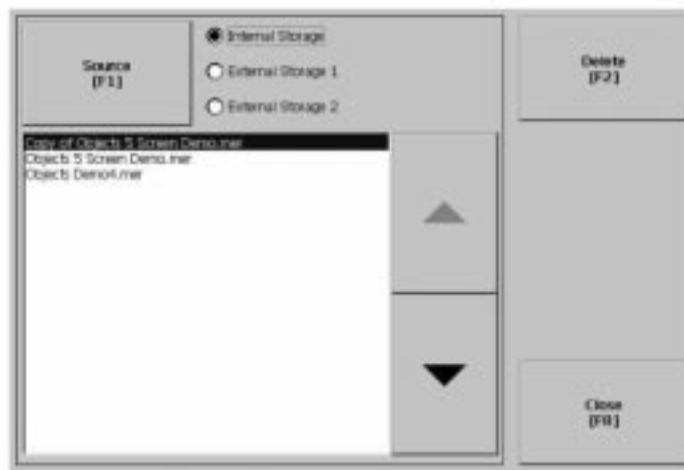 Source
[F1]
Internal Storage
External Storage 1
External Storage 2
Delete
[F2]
Copy of Objects 5 Screen Demo.mer
Objects 5 Screen Demo.mer
Objects Demo4.mer
Close
[F8]